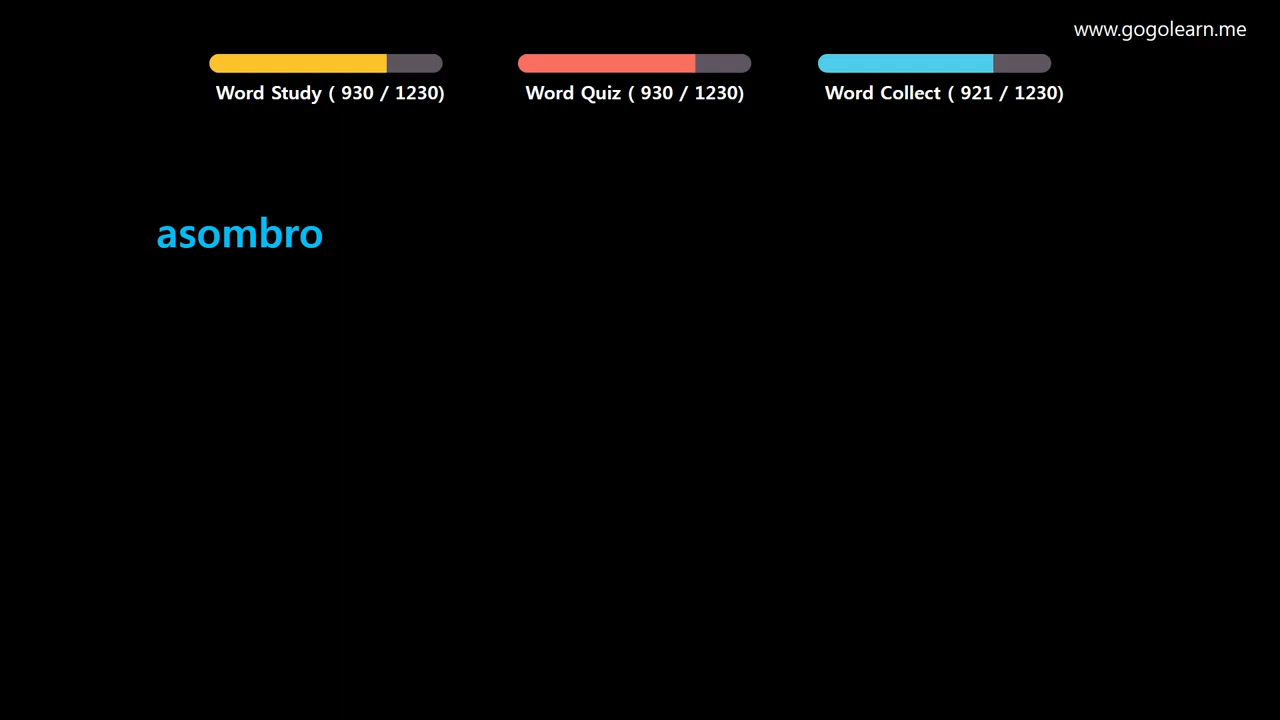 www.gogolearn.me
Word Study ( 930 / 1230)
Word Quiz ( 930 / 1230)
Word Collect ( 921 / 1230)
asombro